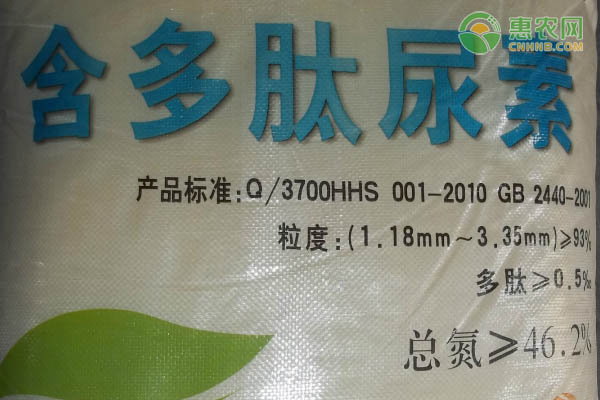 惠农网
CNHNB.COM
含多肽尿素
产品标准:Q/3700HHS 001-2010 GB 2440-2001
粒度:(1.18mm～3.35mm)≥93%
多肽≥0.5‰
总氮≥46.2%